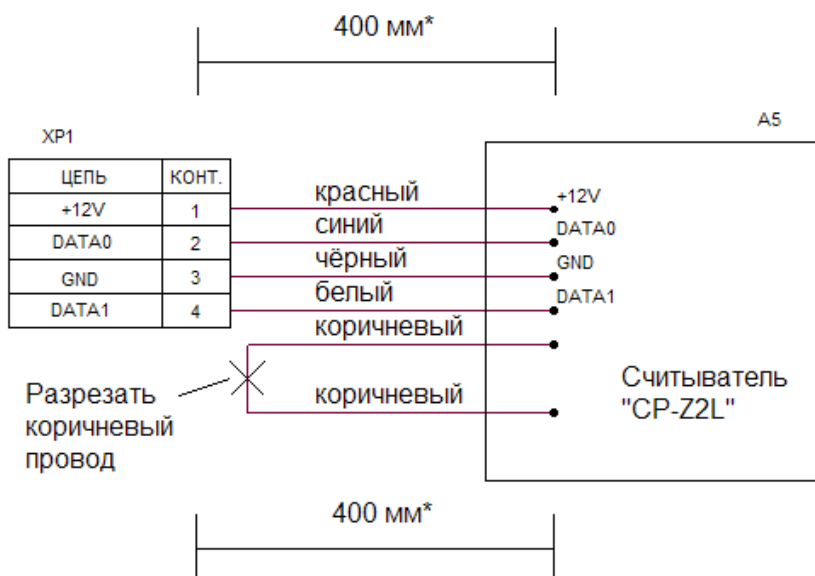 400 мм*
A5
XP1
ЦЕПЬ КОНТ.
+12V 1 красный +12V
DATA0 2 синий DATA0
GND 3 чёрный GND
DATA1 4 белый DATA1
коричневый
Разрезать
коричневый
провод
коричневый
Считыватель
"CP-Z2L"
400 мм*